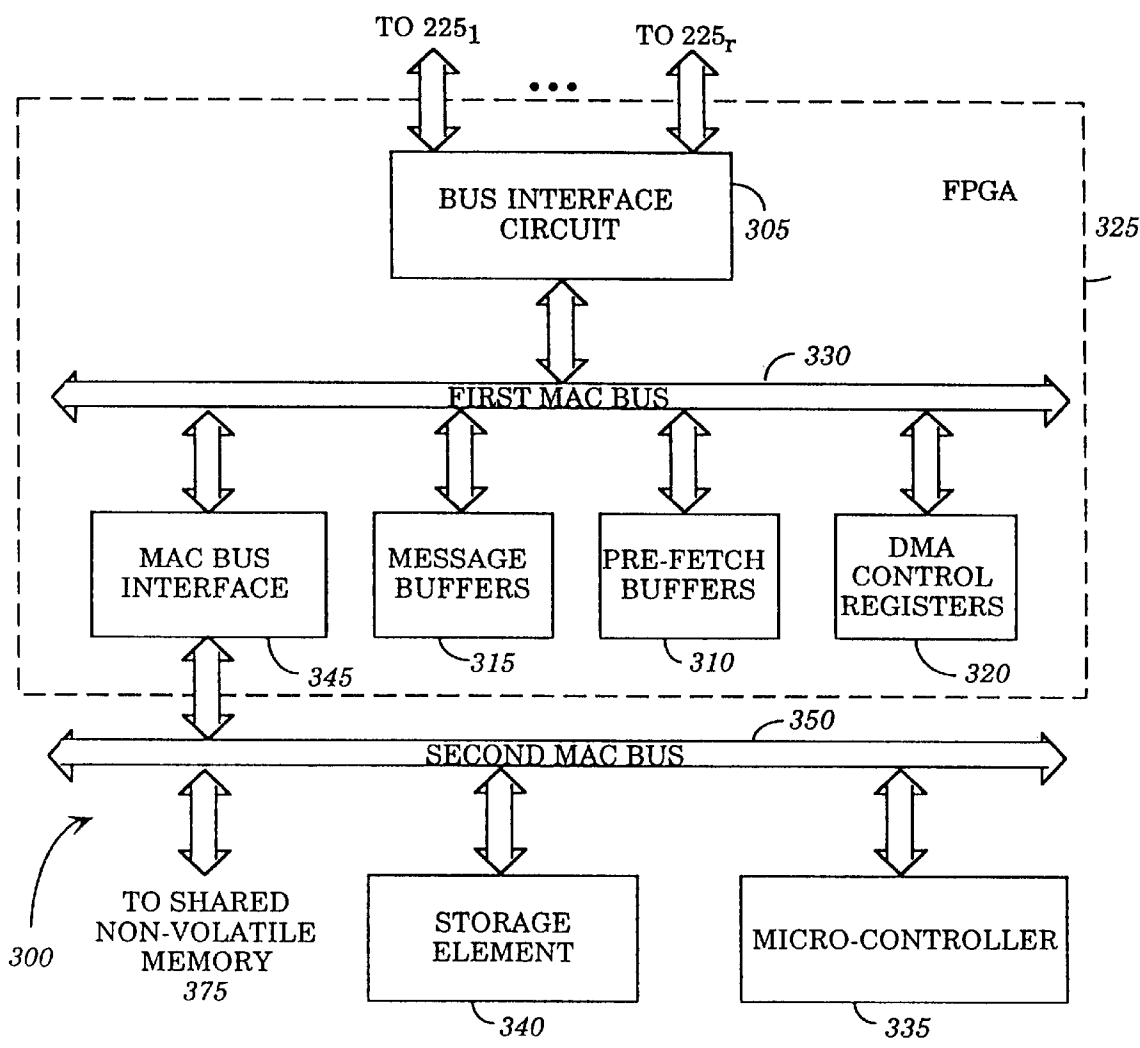 TO 225₁
TO 225ᵣ
•••
BUS INTERFACE
CIRCUIT
305
FPGA
325
330
FIRST MAC BUS
MAC BUS
INTERFACE
345
MESSAGE
BUFFERS
315
PRE-FETCH
BUFFERS
310
DMA
CONTROL
REGISTERS
320
350
SECOND MAC BUS
300
TO SHARED
NON-VOLATILE
MEMORY
375
STORAGE
ELEMENT
340
MICRO-CONTROLLER
335